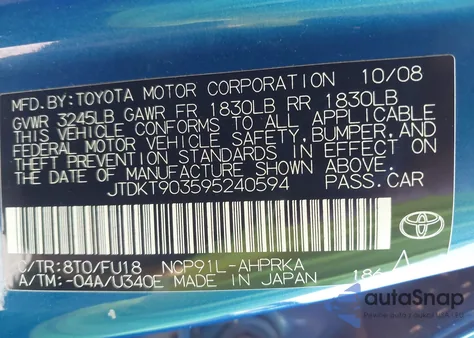 MFD.BY:TOYOTA MOTOR CORPORATION 10/08
GVWR 3245LB GAWR FR 1830LB RR 1830LB
THIS VEHICLE CONFORMS TO ALL APPLICABLE
FEDERAL MOTOR VEHICLE SAFETY,BUMPER,AND
THEFT PREVENTION STANDARDS IN EFFECT ON
THE DATE OF MANUFACTURE SHOWN ABOVE.
JTDKT903595240594 PASS.CAR
C/TR:8T0/FU18 NCP91L-AHPRKA
A/TM:-04A/U340E MADE IN JAPAN 186
TOYOTA
autoSnap